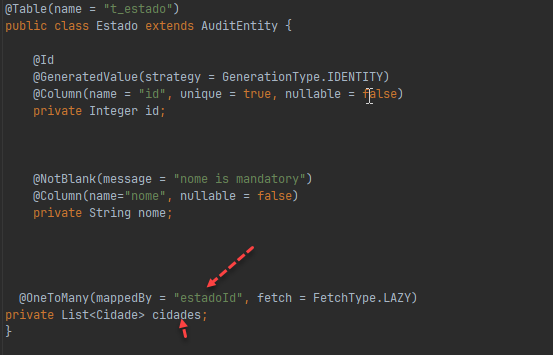 @Table(name = "t_estado")
public class Estado extends AuditEntity {
@Id
@GeneratedValue(strategy = GenerationType.IDENTITY)
@Column(name = "id", unique = true, nullable = false)
private Integer id;
@NotBlank(message = "nome is mandatory")
@Column(name="nome", nullable = false)
private String nome;
@OneToMany(mappedBy = "estadoId", fetch = FetchType.LAZY)
private List<Cidade> cidades;
}